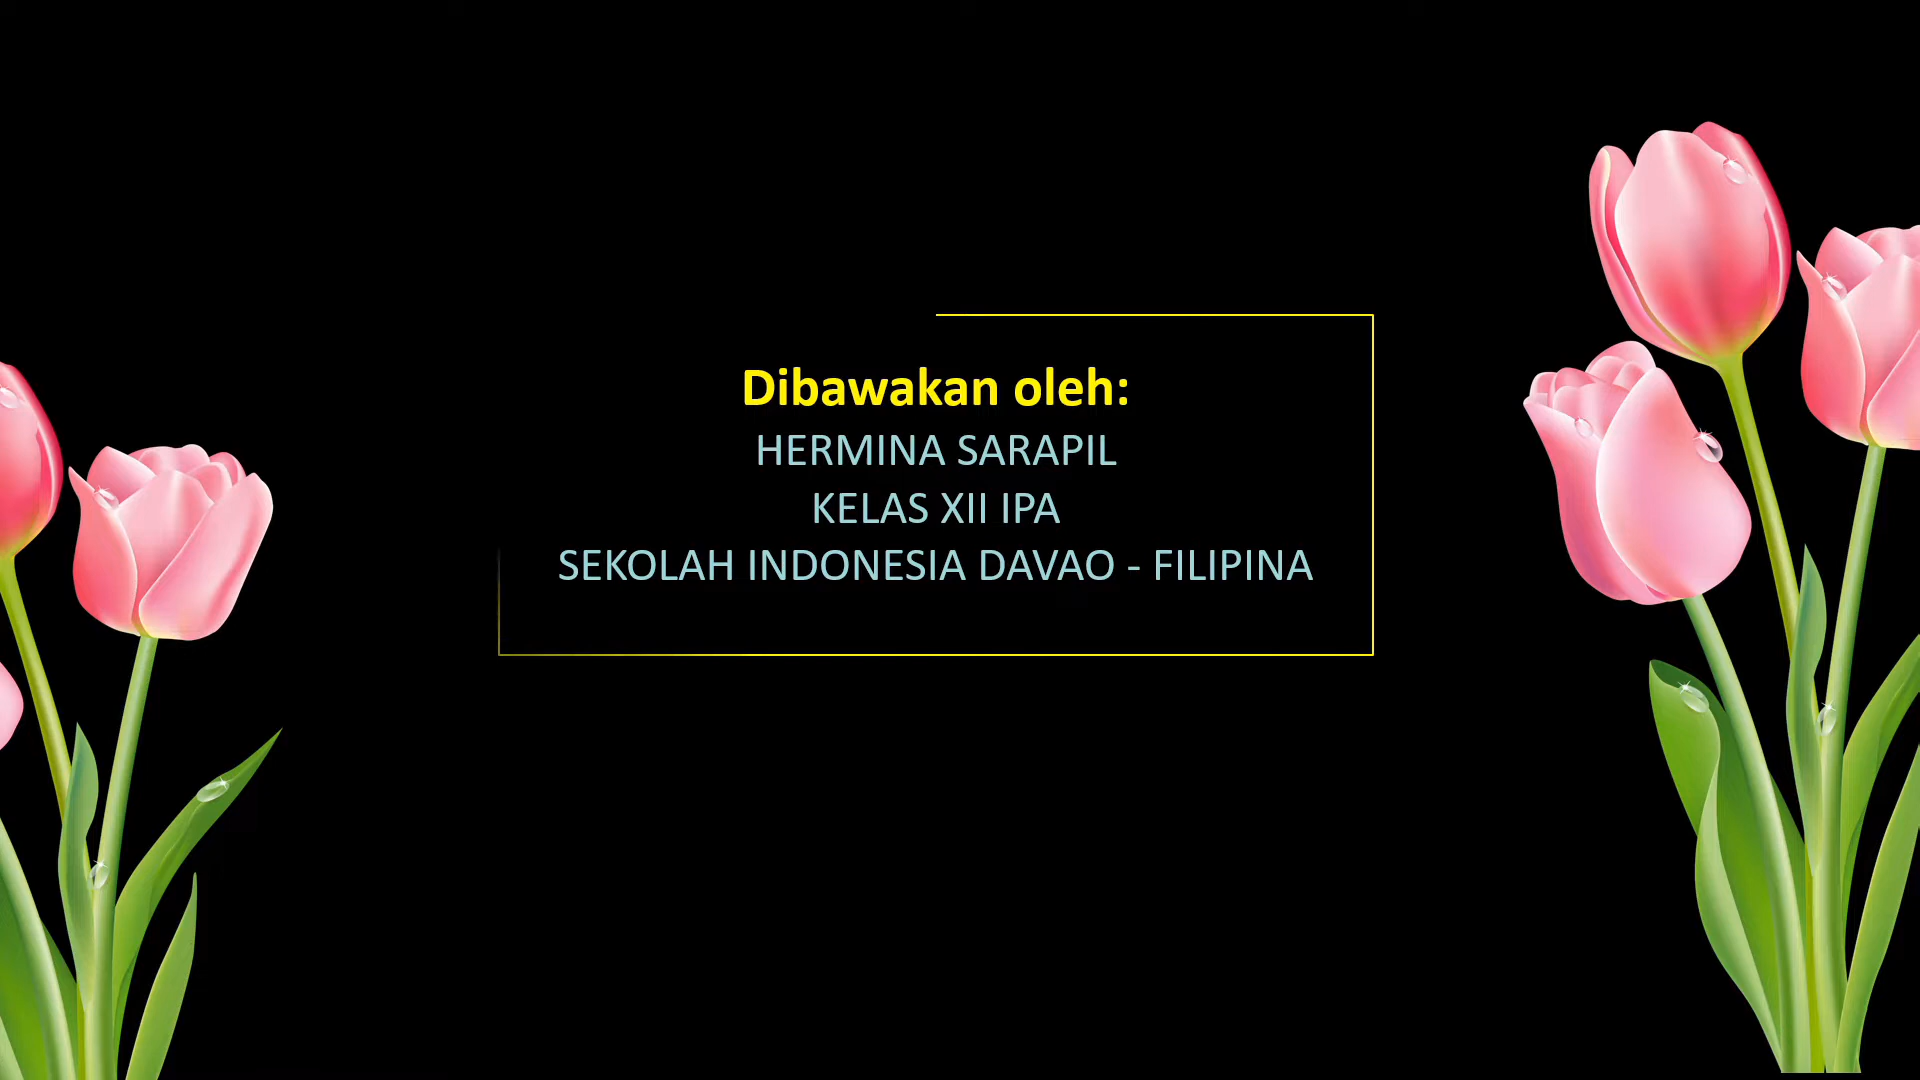 Dibawakan oleh:
HERMINA SARAPIL
KELAS XII IPA
SEKOLAH INDONESIA DAVAO - FILIPINA